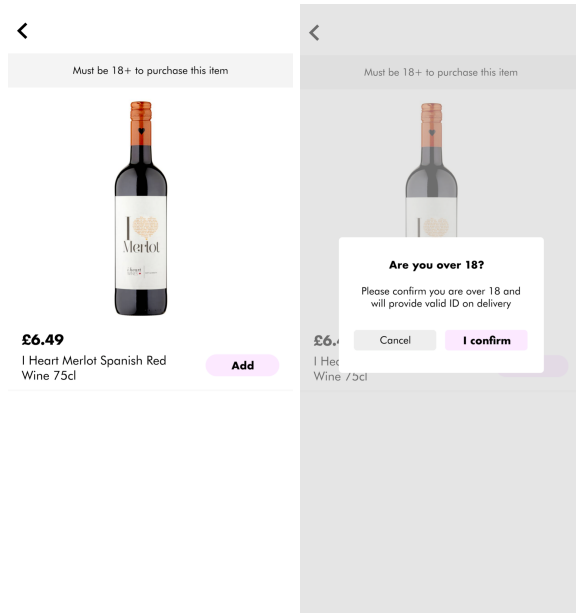 Must be 18+ to purchase this item
I
Merlot
£6.49
I Heart Merlot Spanish Red
Wine 75cl
Add
Must be 18+ to purchase this item
Are you over 18?
Please confirm you are over 18 and
will provide valid ID on delivery
Cancel
I confirm
£6.
I Hea
Wine 75cl